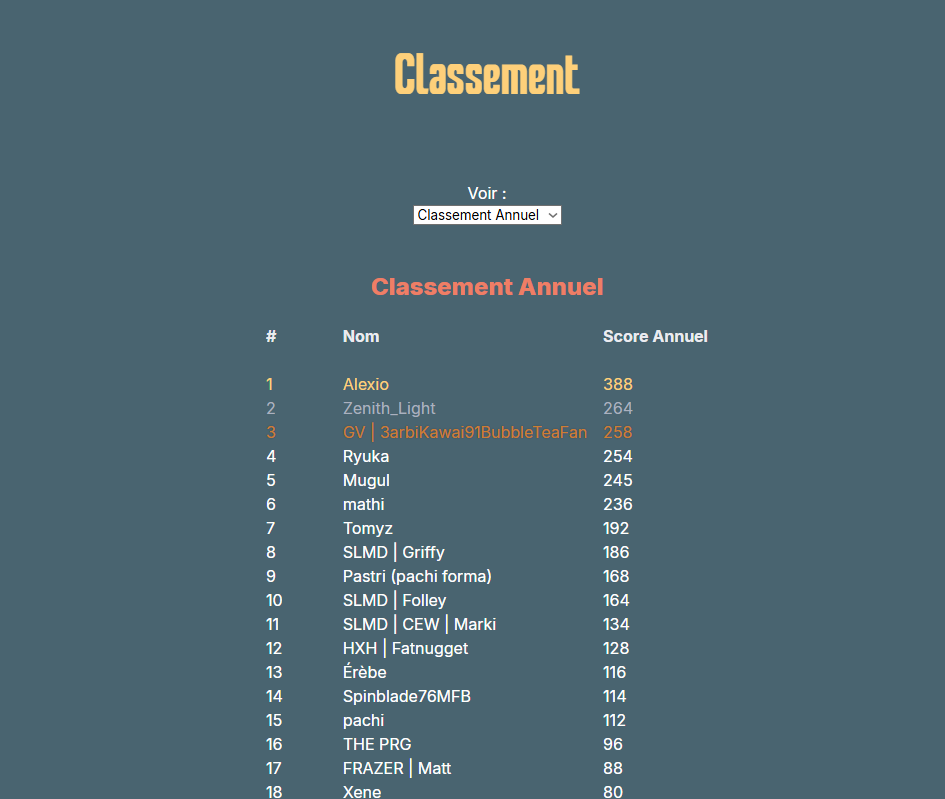 Classement
Voir :
Classement Annuel
Classement Annuel
# Nom Score Annuel
1 Alexio 388
2 Zenith_Light 264
3 GV | 3arbiKawai91BubbleTeaFan 258
4 Ryuka 254
5 Mugul 245
6 mathi 236
7 Tomyz 192
8 SLMD | Griffy 186
9 Pastri (pachi forma) 168
10 SLMD | Folley 164
11 SLMD | CEW | Marki 134
12 HXH | Fatnugget 128
13 Érèbe 116
14 Spinblade76MFB 114
15 pachi 112
16 THE PRG 96
17 FRAZER | Matt 88
18 Xene 80